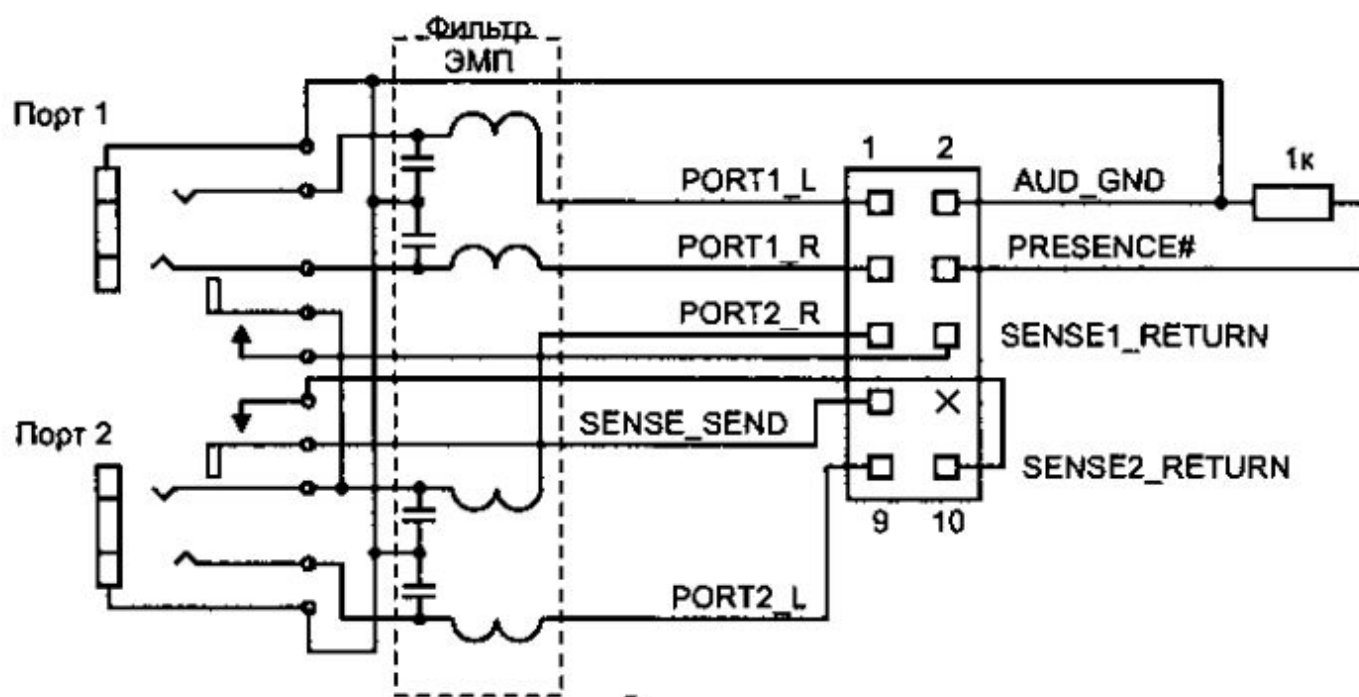 Фильтр
ЭМП
Порт 1
1 2
1к
PORT1_L
AUD_GND
PORT1_R
PRESENCE#
PORT2_R
SENSE1_RETURN
Порт 2
SENSE_SEND
SENSE2_RETURN
9 10
PORT2_L